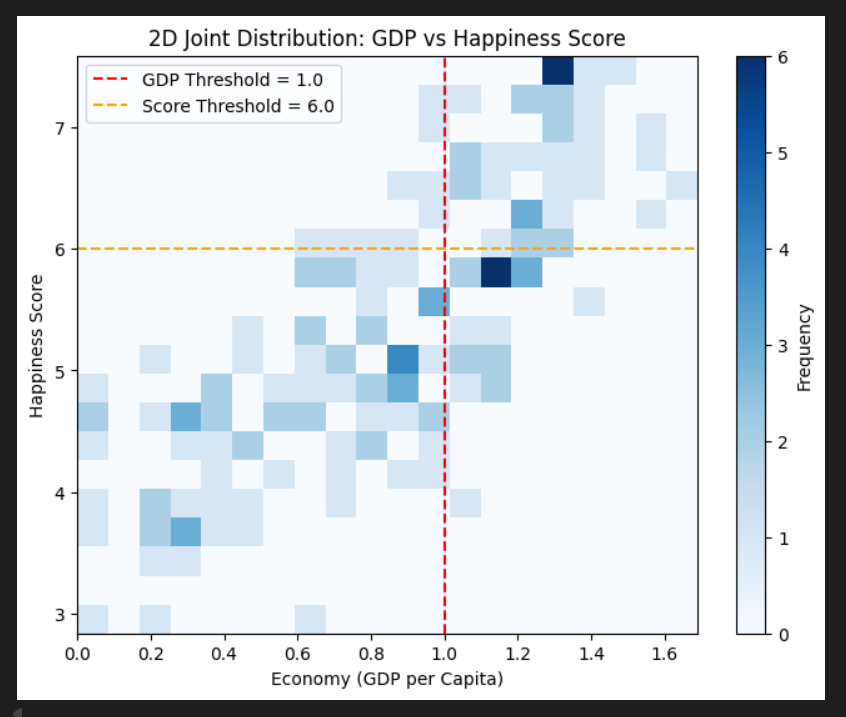 2D Joint Distribution: GDP vs Happiness Score
GDP Threshold = 1.0
Score Threshold = 6.0
Happiness Score
7
6
5
4
3
0.0 0.2 0.4 0.6 0.8 1.0 1.2 1.4 1.6
Economy (GDP per Capita)
6
5
4
3
2
1
0
Frequency